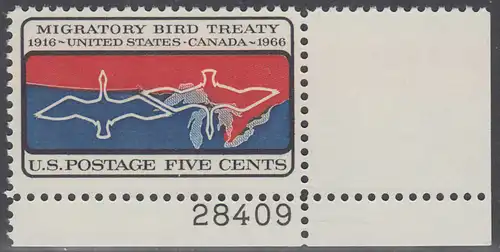 MIGRATORY BIRD TREATY
1916~UNITED STATES·CANADA~1966
U.S. POSTAGE FIVE CENTS
28409